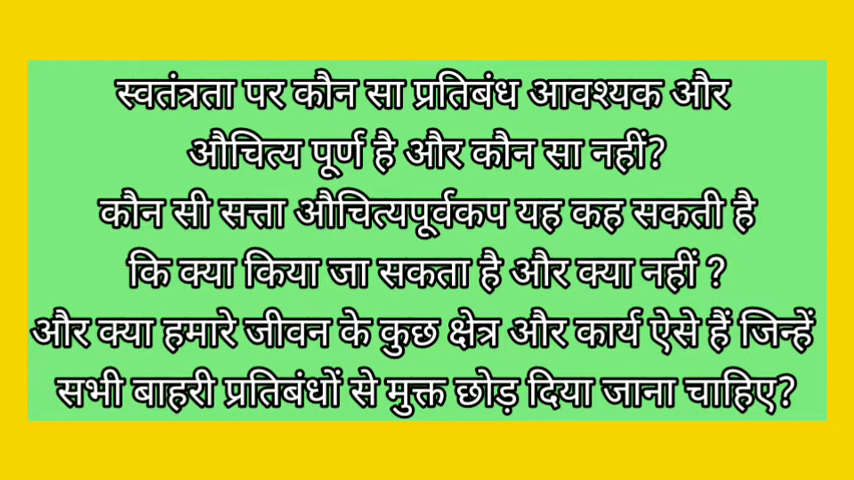 स्वतंत्रता पर कौन सा प्रतिबंध आवश्यक और
औचित्य पूर्ण है और कौन सा नहीं?
कौन सी सत्ता औचित्यपूर्वकप यह कह सकती है
कि क्या किया जा सकता है और क्या नहीं ?
और क्या हमारे जीवन के कुछ क्षेत्र और कार्य ऐसे हैं जिन्हें
सभी बाहरी प्रतिबंधों से मुक्त छोड़ दिया जाना चाहिए?